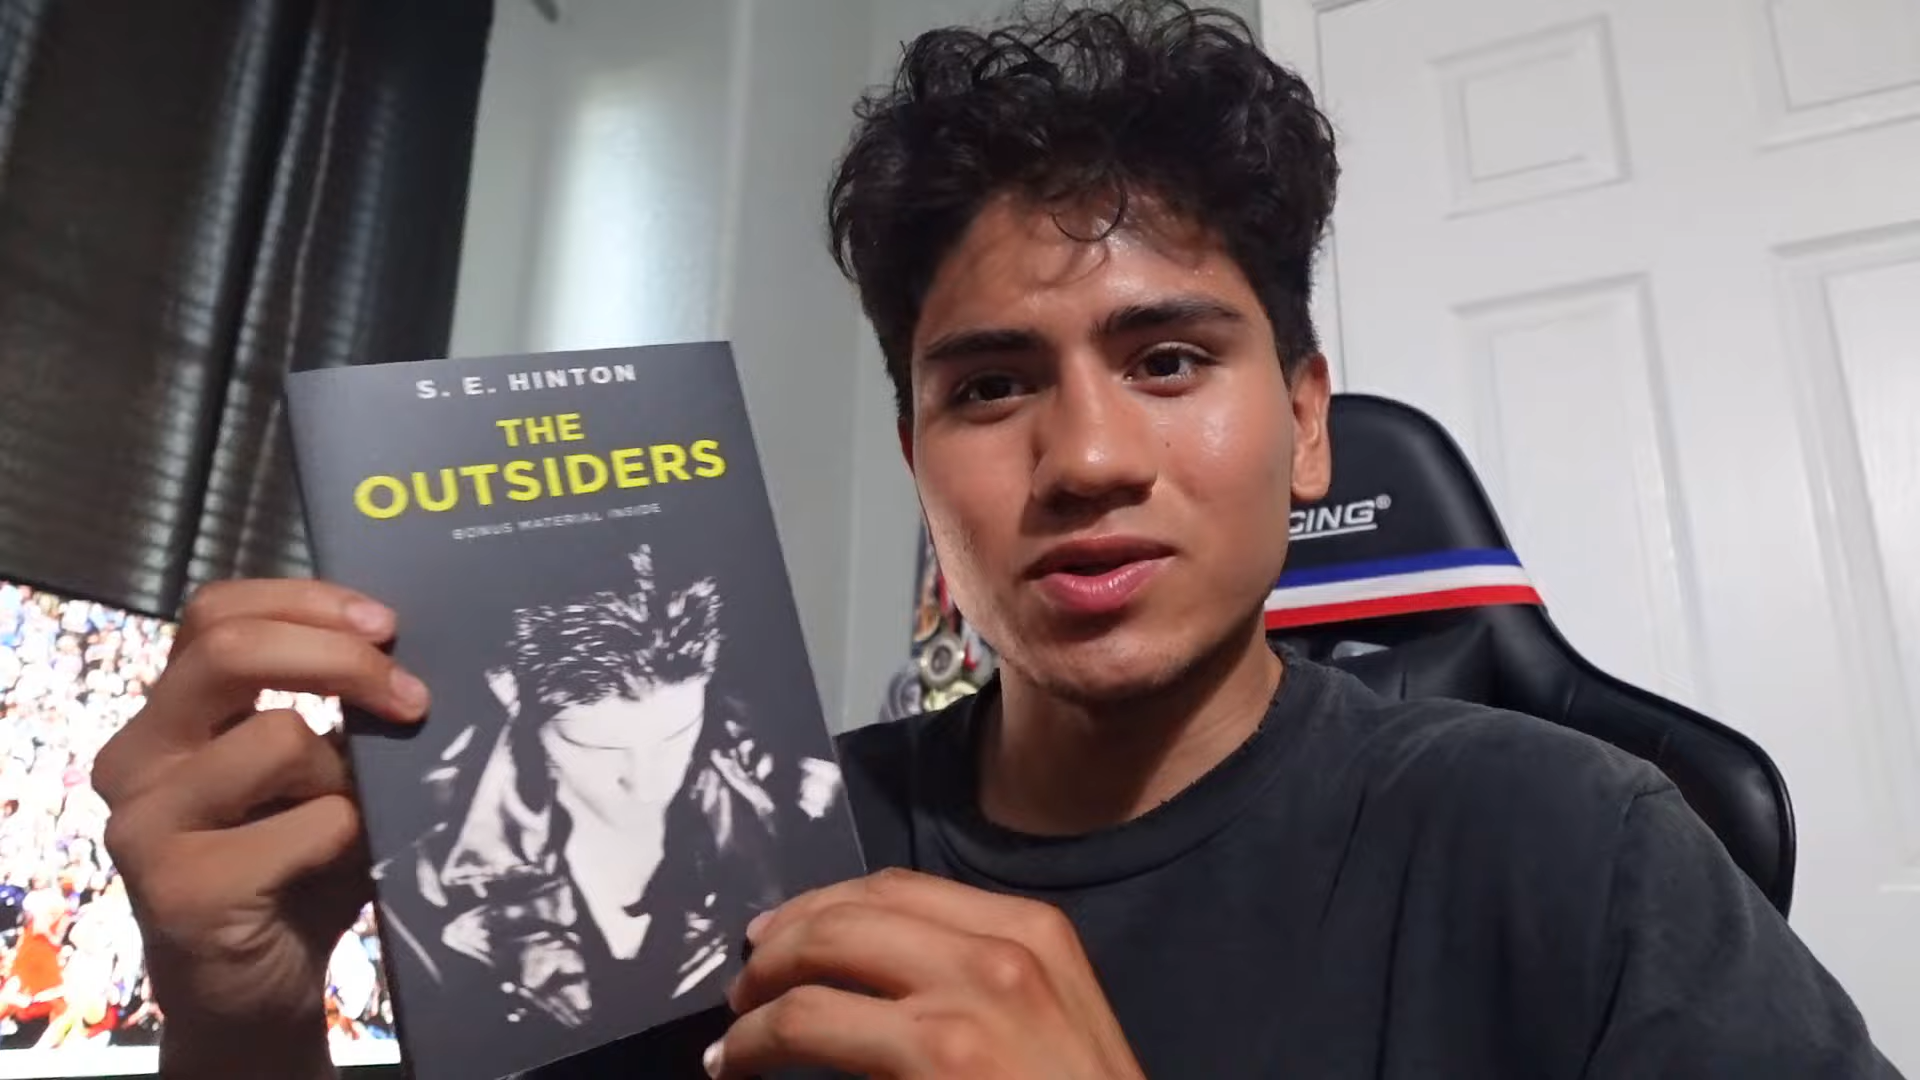 S. E. HINTON
THE
OUTSIDERS
BONUS MATERIAL INSIDE
CING®